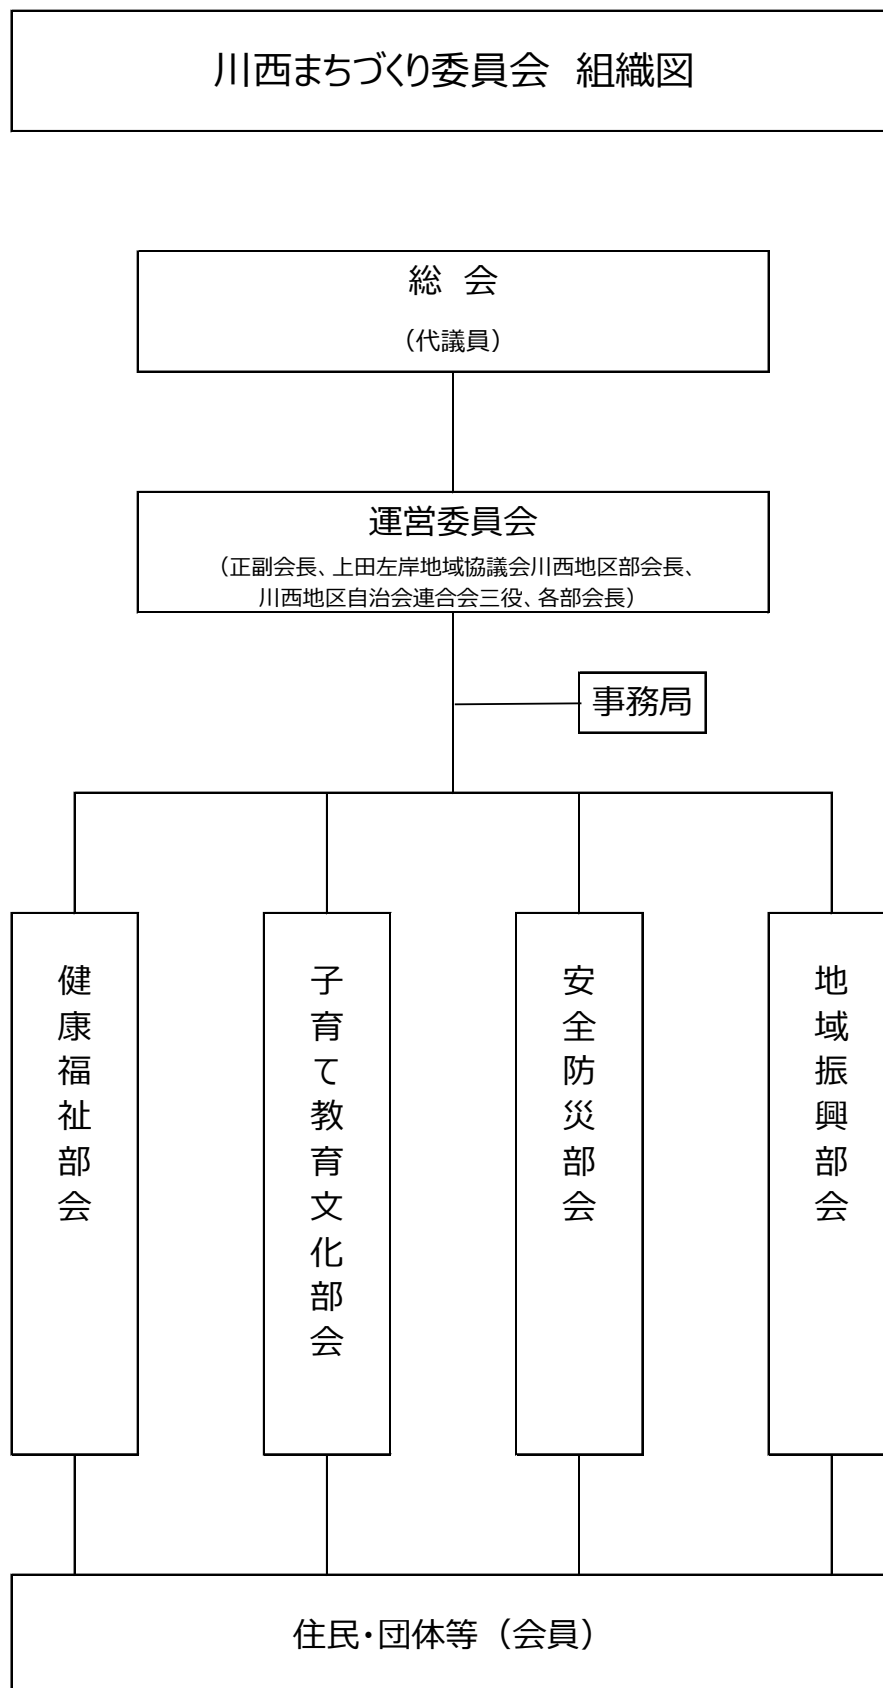 川西まちづくり委員会　組織図
総　会
（代議員）
運営委員会
（正副会長、上田左岸地域協議会川西地区部会長、
川西地区自治会連合会三役、各部会長）
事務局
健康福祉部会
子育て教育文化部会
安全防災部会
地域振興部会
住民・団体等（会員）